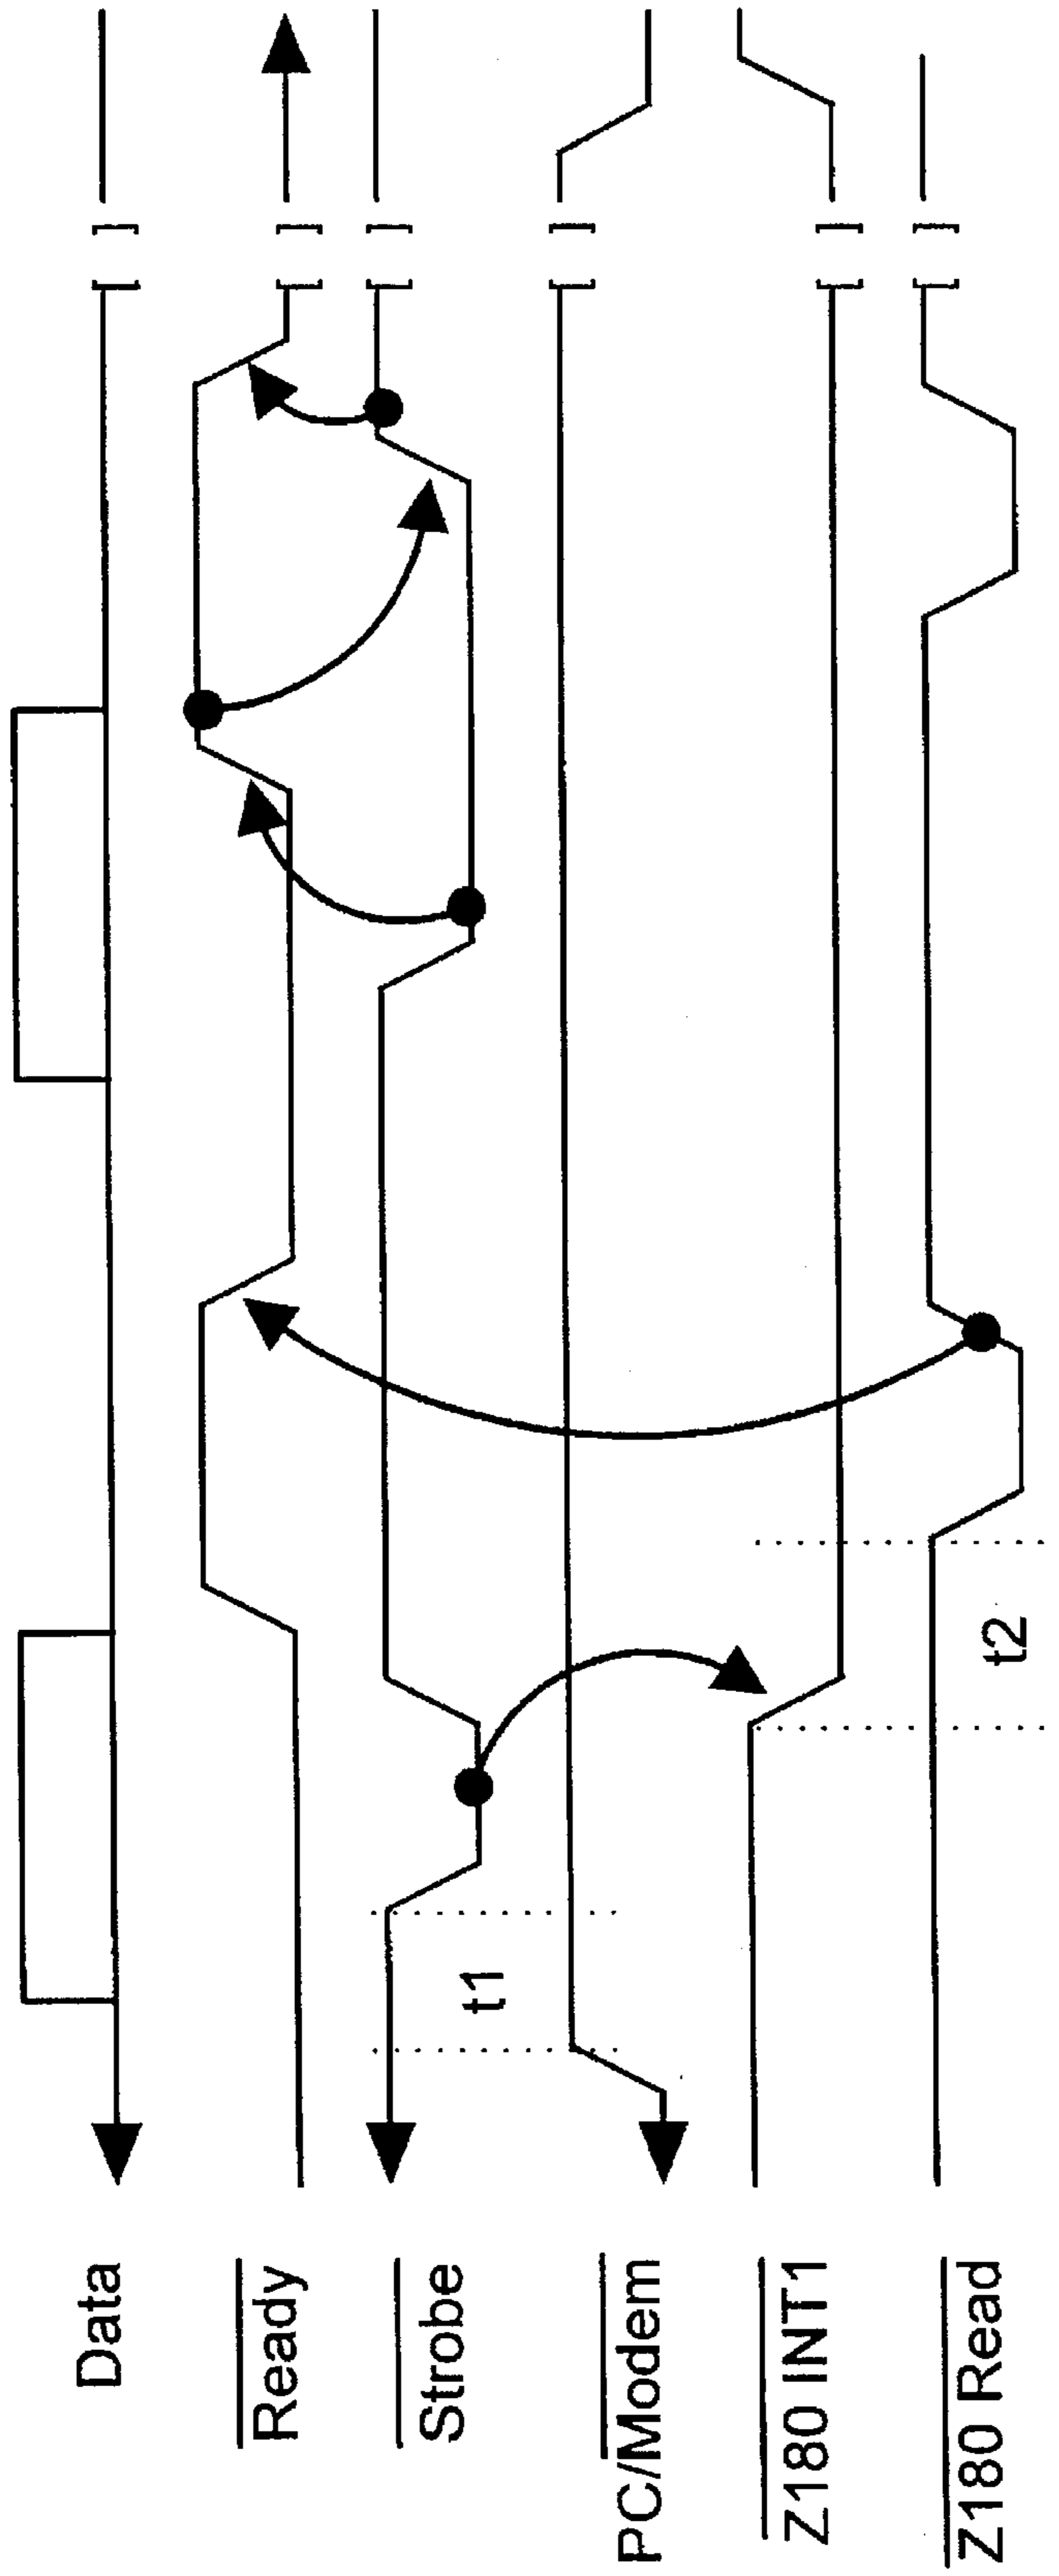 Data
Ready
Strobe
PC/Modem
Z180 INT1
Z180 Read
t1
t2